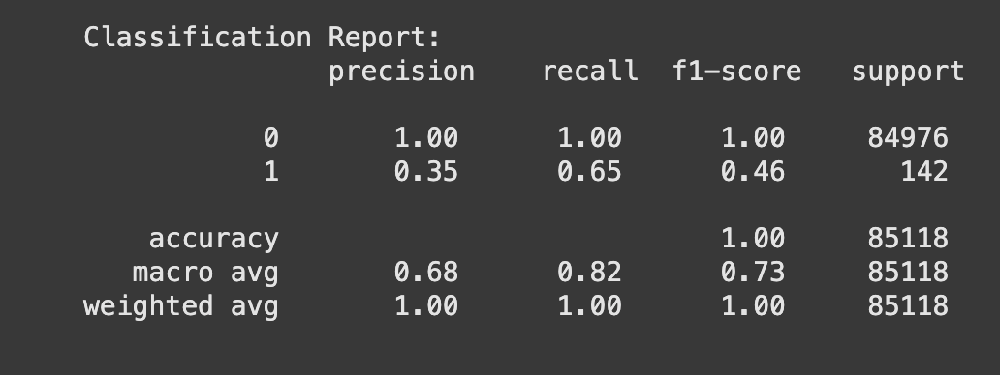 Classification Report:
precision recall f1-score support
0 1.00 1.00 1.00 84976
1 0.35 0.65 0.46 142
accuracy 1.00 85118
macro avg 0.68 0.82 0.73 85118
weighted avg 1.00 1.00 1.00 85118